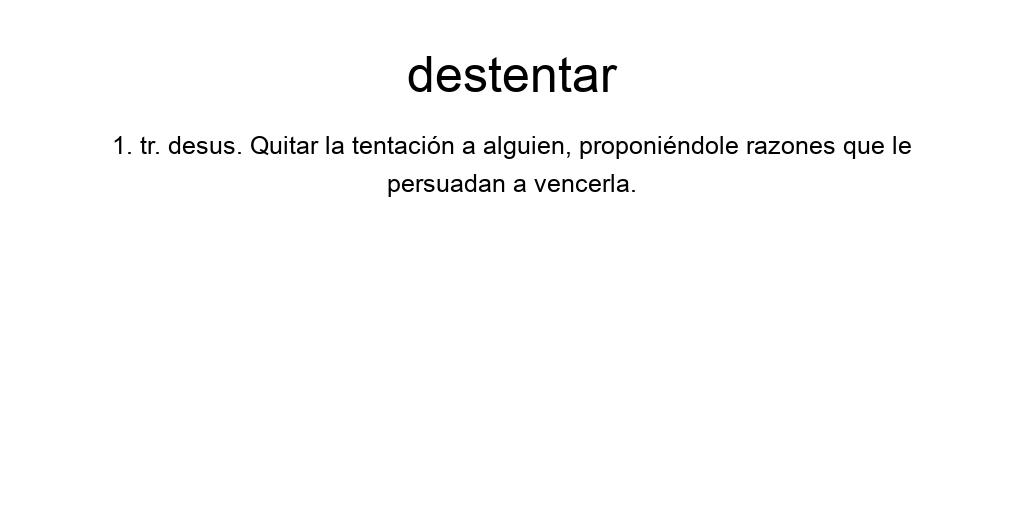 destentar
1. tr. desus. Quitar la tentación a alguien, proponiéndole razones que le
persuadan a vencerla.